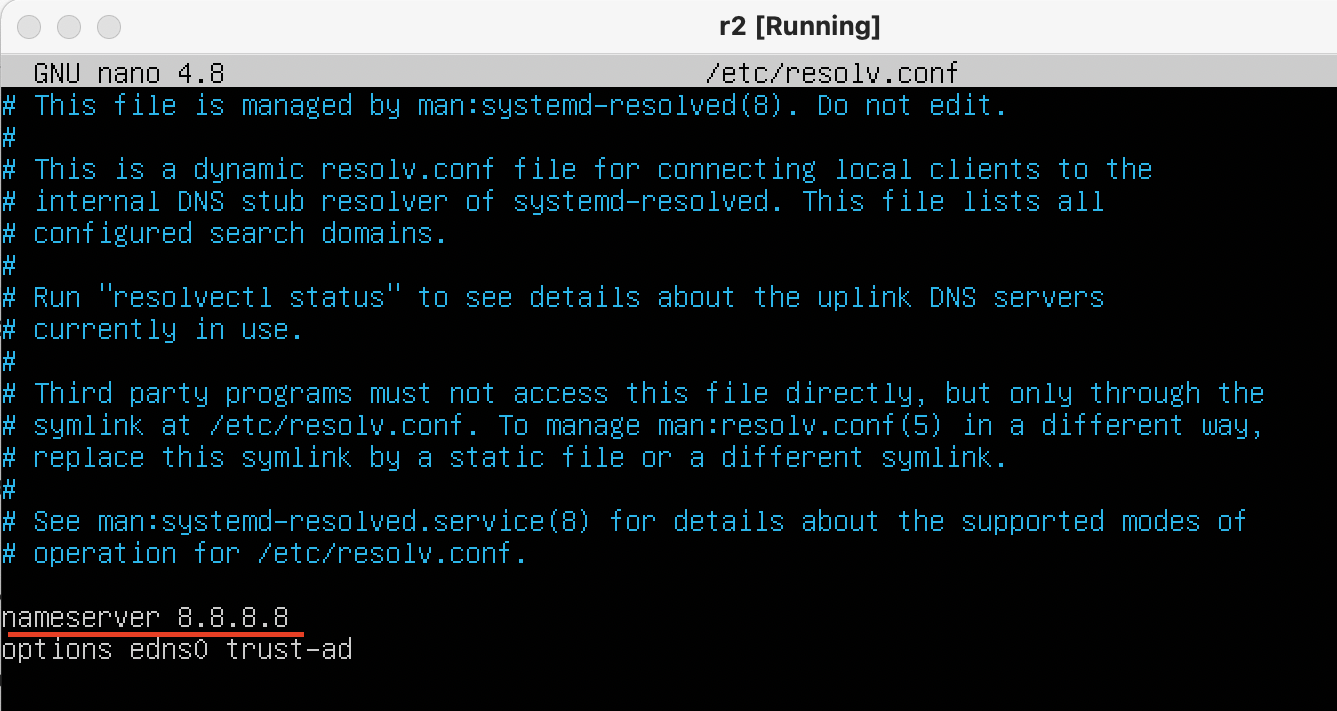 r2 [Running]
GNU nano 4.8 /etc/resolv.conf
# This file is managed by man:systemd-resolved(8). Do not edit.
#
# This is a dynamic resolv.conf file for connecting local clients to the
# internal DNS stub resolver of systemd-resolved. This file lists all
# configured search domains.
#
# Run "resolvectl status" to see details about the uplink DNS servers
# currently in use.
#
# Third party programs must not access this file directly, but only through the
# symlink at /etc/resolv.conf. To manage man:resolv.conf(5) in a different way,
# replace this symlink by a static file or a different symlink.
#
# See man:systemd-resolved.service(8) for details about the supported modes of
# operation for /etc/resolv.conf.
nameserver 8.8.8.8
options edns0 trust-ad